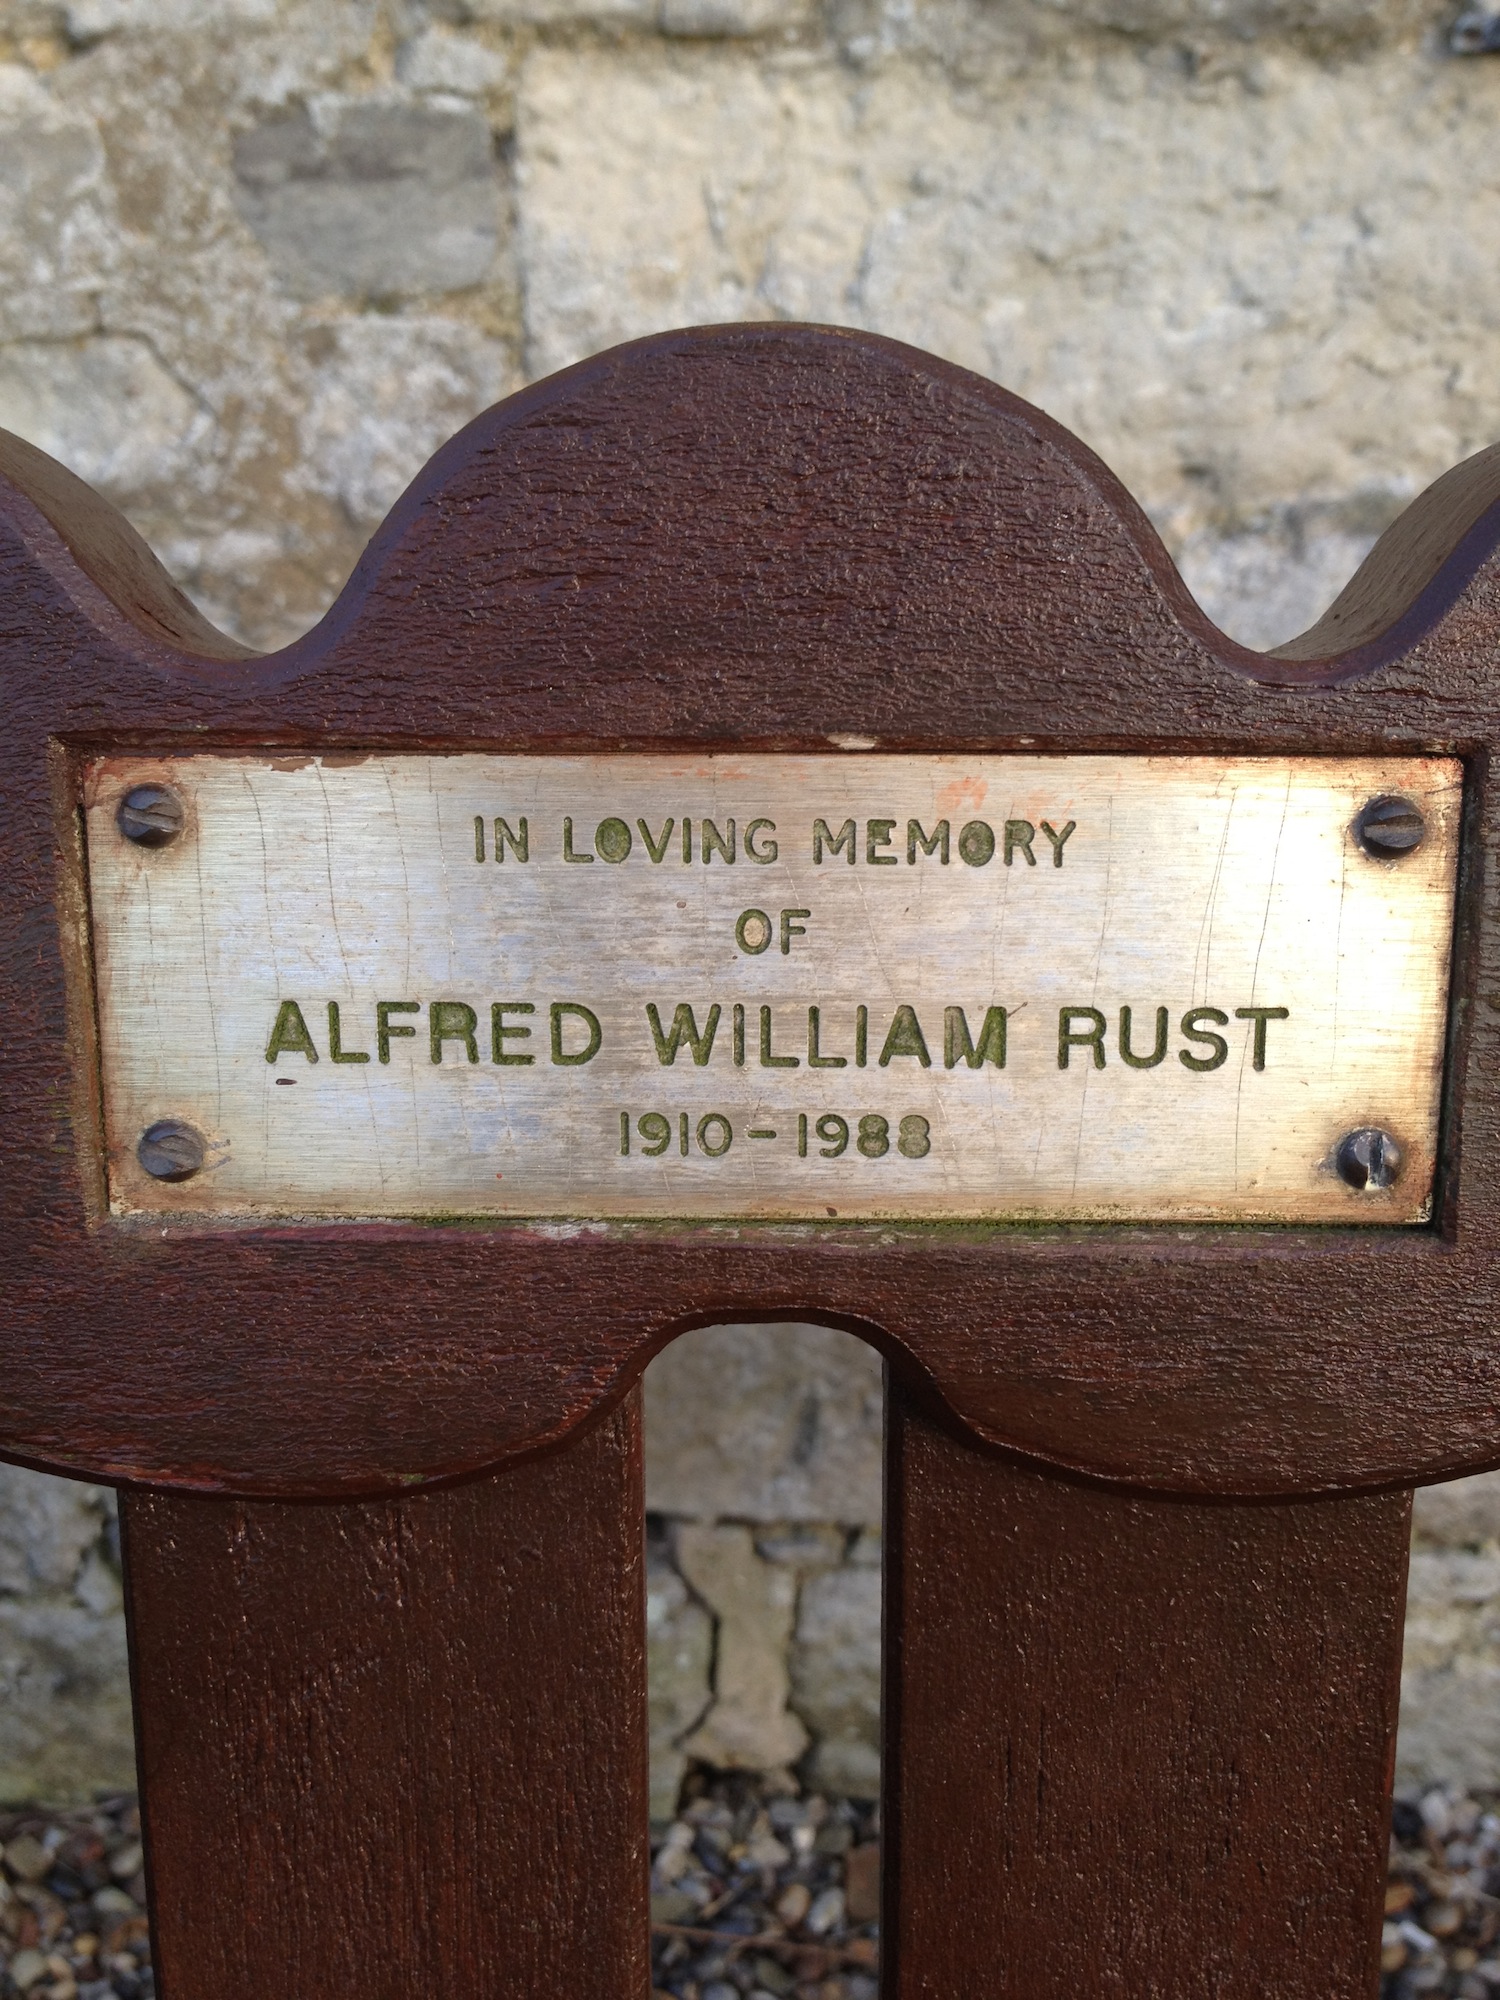 IN LOVING MEMORY
OF
ALFRED WILLIAM RUST
1910-1988